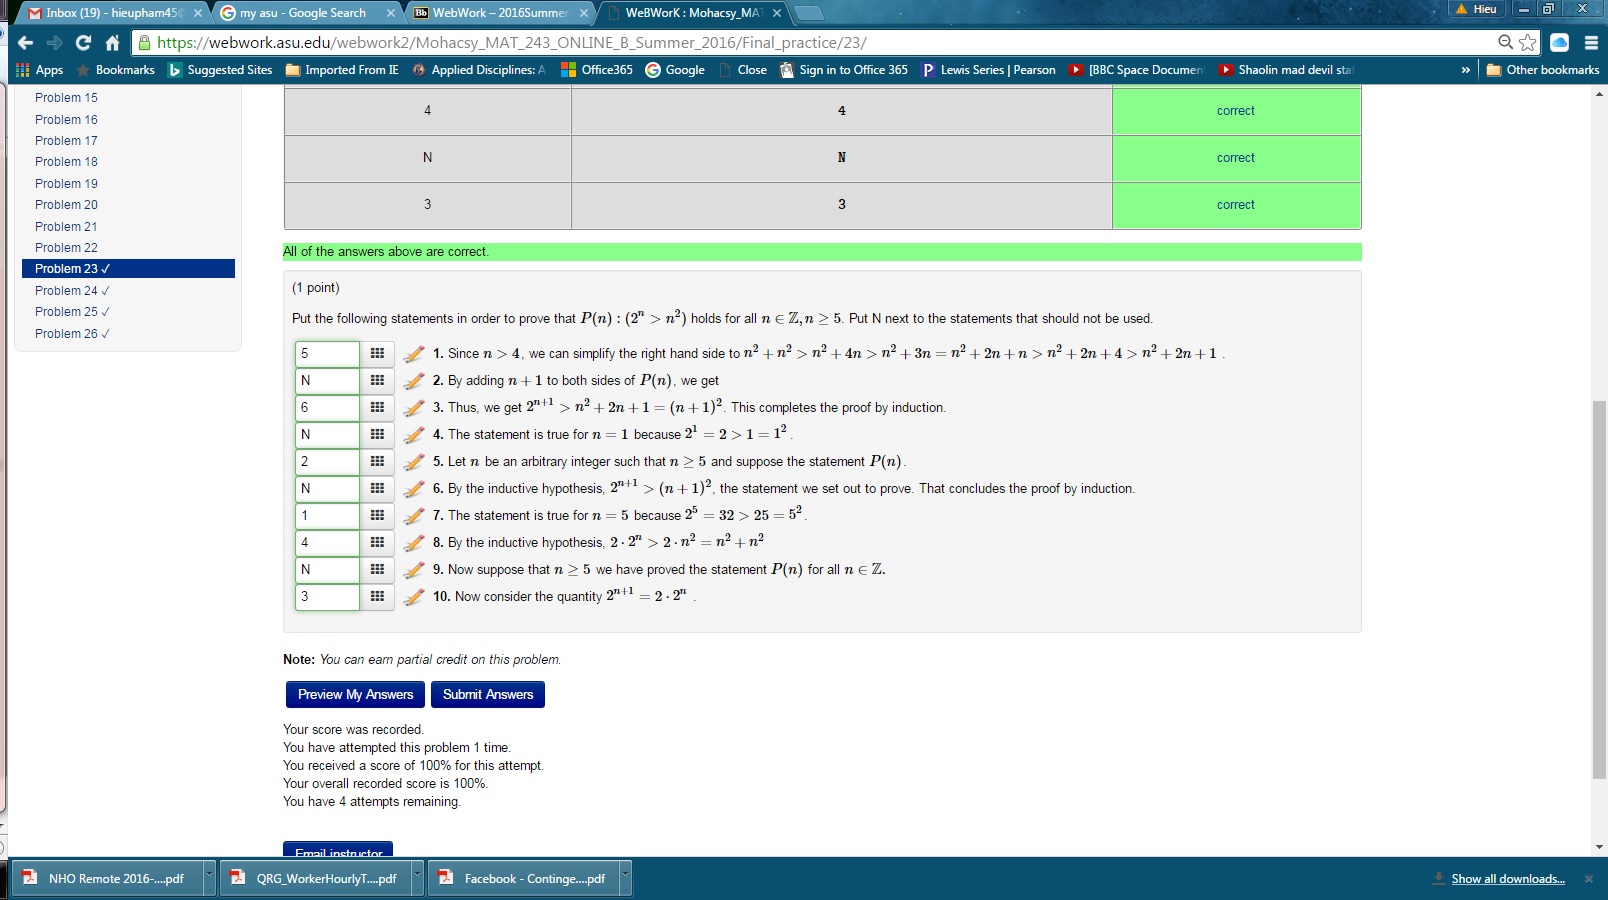 Inbox (19) - hieupham45
my asu - Google Search
WebWork – 2016Summer
WeBWorK : Mohacsy_MA
Hieu
https://webwork.asu.edu/webwork2/Mohacsy_MAT_243_ONLINE_B_Summer_2016/Final_practice/23/
Apps Bookmarks Suggested Sites Imported From IE Applied Disciplines: A Office365 Google Close Sign in to Office 365 Lewis Series | Pearson [BBC Space Documen Shaolin mad devil sta » Other bookmarks
Problem 15
Problem 16
Problem 17
Problem 18
Problem 19
Problem 20
Problem 21
Problem 22
Problem 23 ✓
Problem 24 ✓
Problem 25 ✓
Problem 26 ✓
4 4 correct
N N correct
3 3 correct
All of the answers above are correct.
(1 point)
Put the following statements in order to prove that P(n) : (2^n > n^2) holds for all n ∈ ℤ, n ≥ 5. Put N next to the statements that should not be used.
5 1. Since n > 4, we can simplify the right hand side to n^2 + n^2 > n^2 + 4n > n^2 + 3n = n^2 + 2n + n > n^2 + 2n + 4 > n^2 + 2n + 1 .
N 2. By adding n + 1 to both sides of P(n), we get
6 3. Thus, we get 2^{n+1} > n^2 + 2n + 1 = (n + 1)^2. This completes the proof by induction.
N 4. The statement is true for n = 1 because 2^1 = 2 > 1 = 1^2 .
2 5. Let n be an arbitrary integer such that n ≥ 5 and suppose the statement P(n).
N 6. By the inductive hypothesis, 2^{n+1} > (n + 1)^2, the statement we set out to prove. That concludes the proof by induction.
1 7. The statement is true for n = 5 because 2^5 = 32 > 25 = 5^2.
4 8. By the inductive hypothesis, 2 · 2^n > 2 · n^2 = n^2 + n^2
N 9. Now suppose that n ≥ 5 we have proved the statement P(n) for all n ∈ ℤ.
3 10. Now consider the quantity 2^{n+1} = 2 · 2^n .
Note: You can earn partial credit on this problem.
Preview My Answers Submit Answers
Your score was recorded.
You have attempted this problem 1 time.
You received a score of 100% for this attempt.
Your overall recorded score is 100%.
You have 4 attempts remaining.
Email instructor
NHO Remote 2016-....pdf QRG_WorkerHourlyT....pdf Facebook - Continge....pdf Show all downloads...